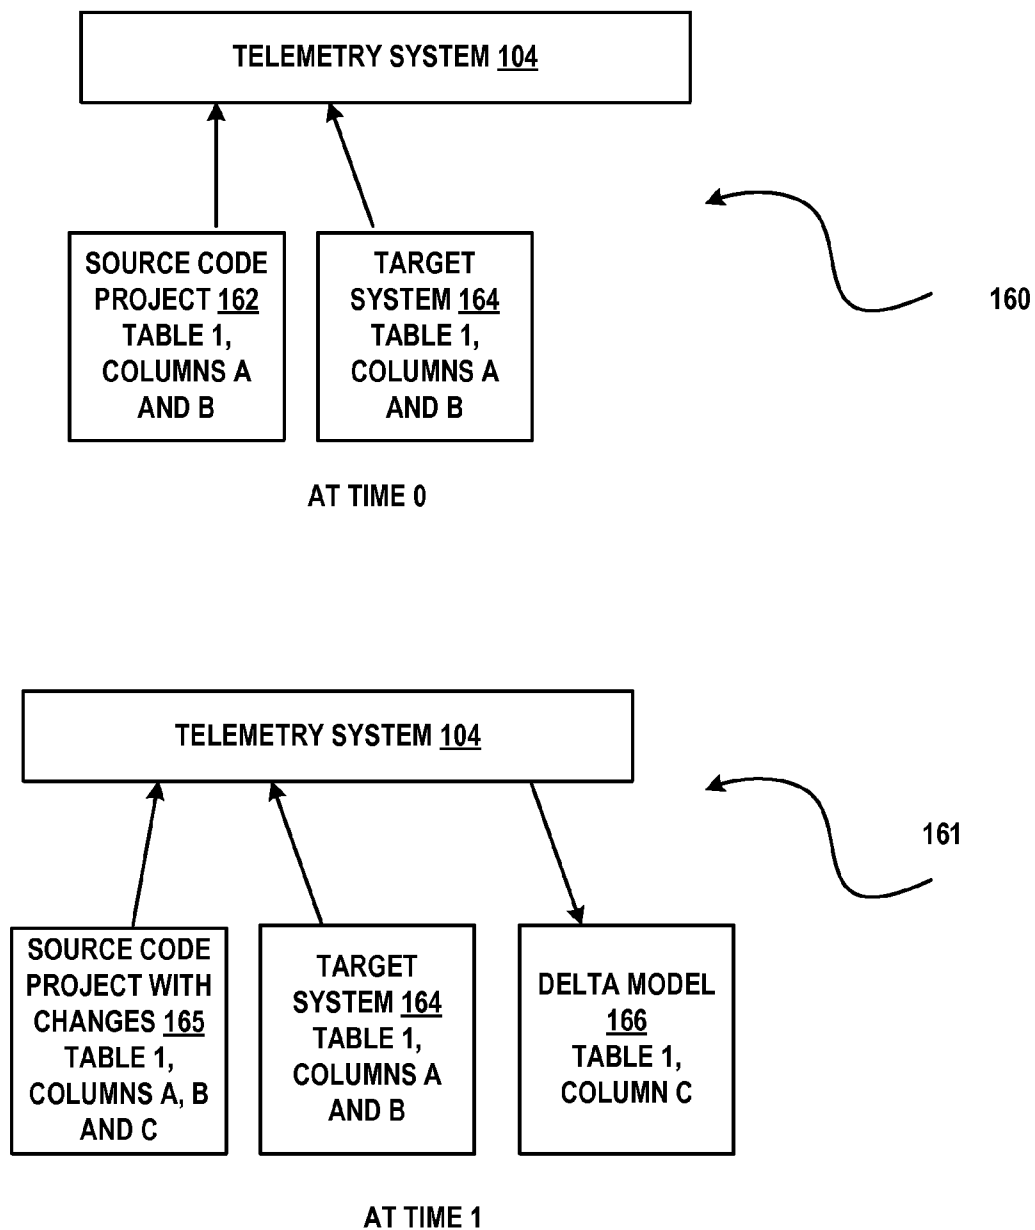 TELEMETRY SYSTEM 104
SOURCE CODE
PROJECT 162
TABLE 1,
COLUMNS A
AND B
TARGET
SYSTEM 164
TABLE 1,
COLUMNS A
AND B
160
AT TIME 0
TELEMETRY SYSTEM 104
161
SOURCE CODE
PROJECT WITH
CHANGES 165
TABLE 1,
COLUMNS A, B
AND C
TARGET
SYSTEM 164
TABLE 1,
COLUMNS A
AND B
DELTA MODEL
166
TABLE 1,
COLUMN C
AT TIME 1